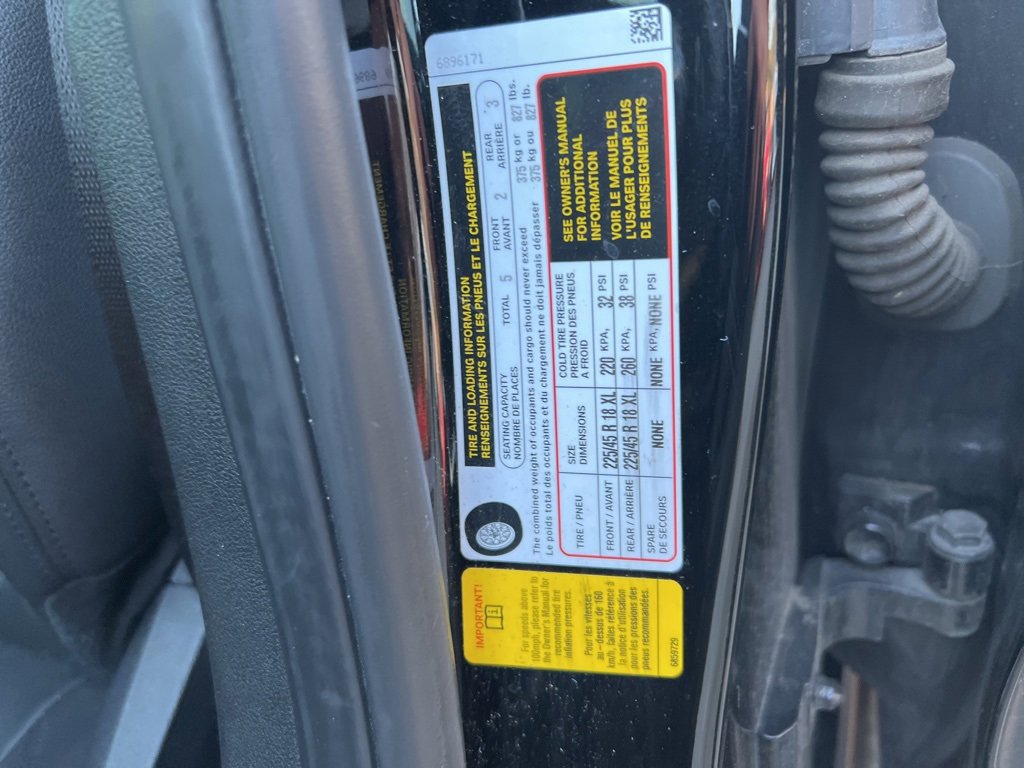 6896171
TIRE AND LOADING INFORMATION
RENSEIGNEMENTS SUR LES PNEUS ET LE CHARGEMENT
SEATING CAPACITY TOTAL 5 FRONT 2 REAR 3
NOMBRE DE PLACES AVANT ARRIÈRE
The combined weight of occupants and cargo should never exceed 375 kg or 827 lbs.
Le poids total des occupants et du chargement ne doit jamais dépasser 375 kg ou 827 lb.
TIRE / PNEU
SIZE
DIMENSIONS
COLD TIRE PRESSURE
PRESSION DES PNEUS
A FROID
FRONT / AVANT 225/45 R 18 XL 220 KPA, 32 PSI
REAR / ARRIÈRE 225/45 R 18 XL 260 KPA, 38 PSI
SPARE
DE SECOURS
NONE NONE KPA, NONE PSI
SEE OWNER'S MANUAL
FOR ADDITIONAL
INFORMATION
VOIR LE MANUEL DE
L'USAGER POUR PLUS
DE RENSEIGNEMENTS
IMPORTANT!
For speeds above
100mph, please refer to
the Owner's Manual for
recommended tire
inflation pressures.
Pour les vitesses
au-dessus de 160
km/h, faites référence à
la notice d'utilisation
pour les pressions des
pneus recommandées.
6859729